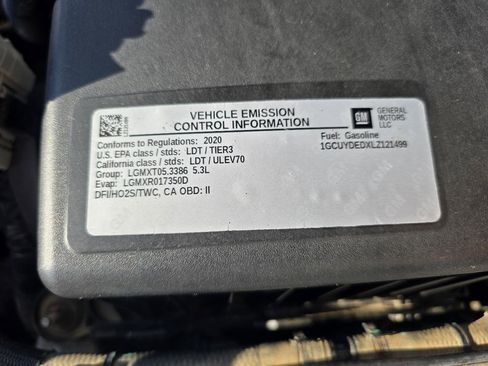 VEHICLE EMISSION
CONTROL INFORMATION
GM
GENERAL
MOTORS
LLC
Conforms to Regulations: 2020
Fuel: Gasoline
U.S. EPA class / stds: LDT / TIER3
1GCUYDEDXLZ121499
California class / stds: LDT / ULEV70
Group: LGMXT05.3386 5.3L
Evap: LGMXR017350D
DFI/HO2S/TWC, CA OBD: II